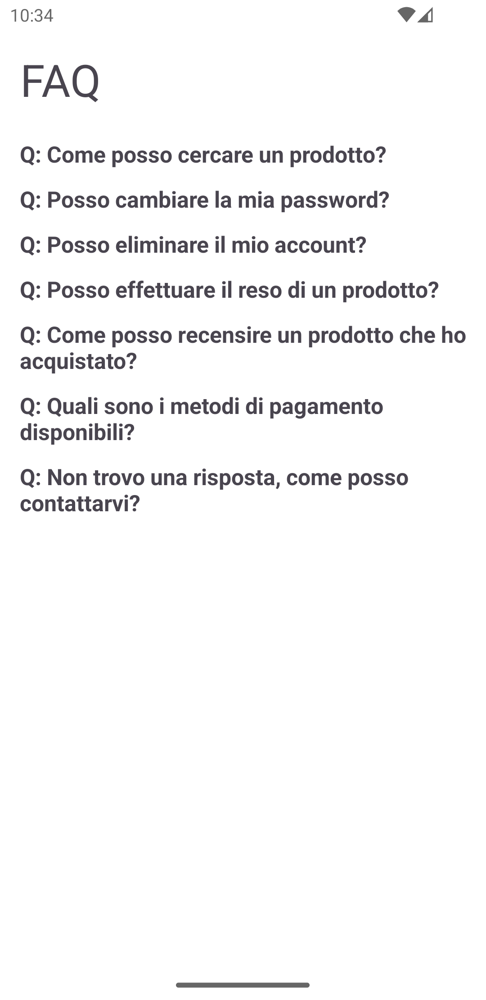 10:34
FAQ
Q: Come posso cercare un prodotto?
Q: Posso cambiare la mia password?
Q: Posso eliminare il mio account?
Q: Posso effettuare il reso di un prodotto?
Q: Come posso recensire un prodotto che ho
acquistato?
Q: Quali sono i metodi di pagamento
disponibili?
Q: Non trovo una risposta, come posso
contattarvi?